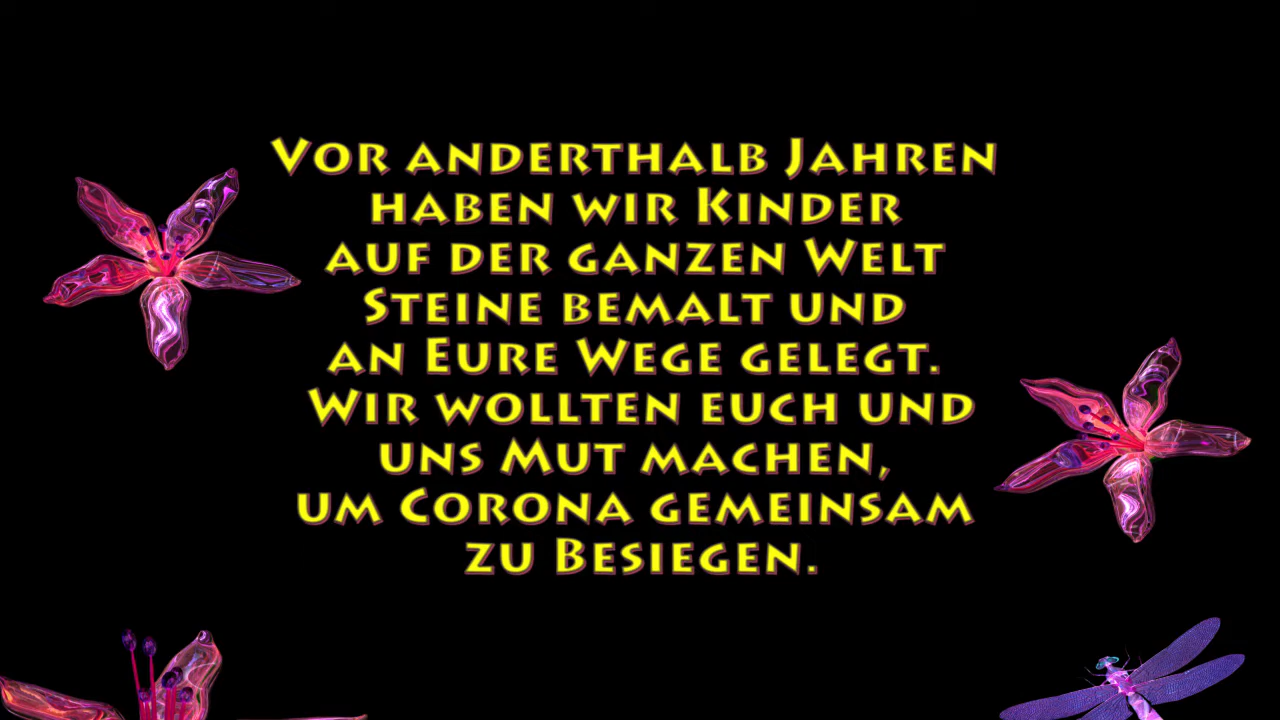 Vor anderthalb Jahren
haben wir Kinder
auf der ganzen Welt
Steine bemalt und
an Eure Wege gelegt.
Wir wollten euch und
uns Mut machen,
um Corona gemeinsam
zu Besiegen.